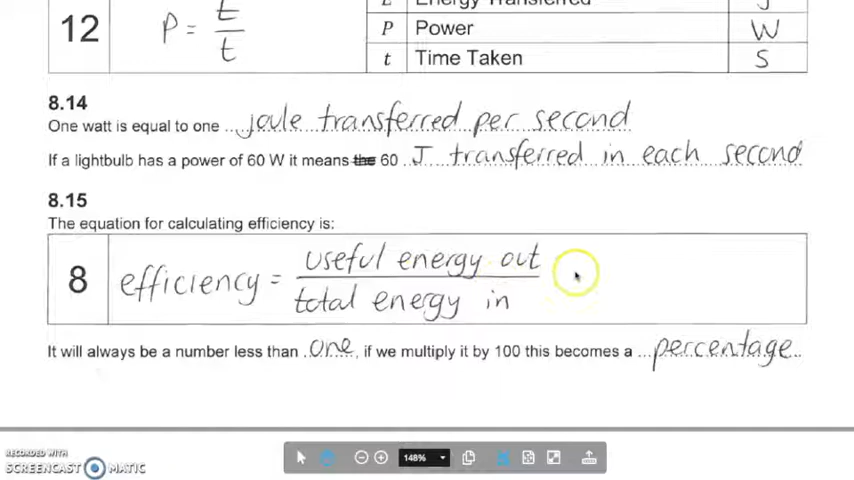 E Energy Transferred J
12 P = E/t
P Power W
t Time Taken S
8.14
One watt is equal to one joule transferred per second
If a lightbulb has a power of 60 W it means the 60 J transferred in each second
8.15
The equation for calculating efficiency is:
8 efficiency = useful energy out
total energy in
It will always be a number less than one, if we multiply it by 100 this becomes a percentage
RECORDED WITH
SCREENCAST MATIC
148%